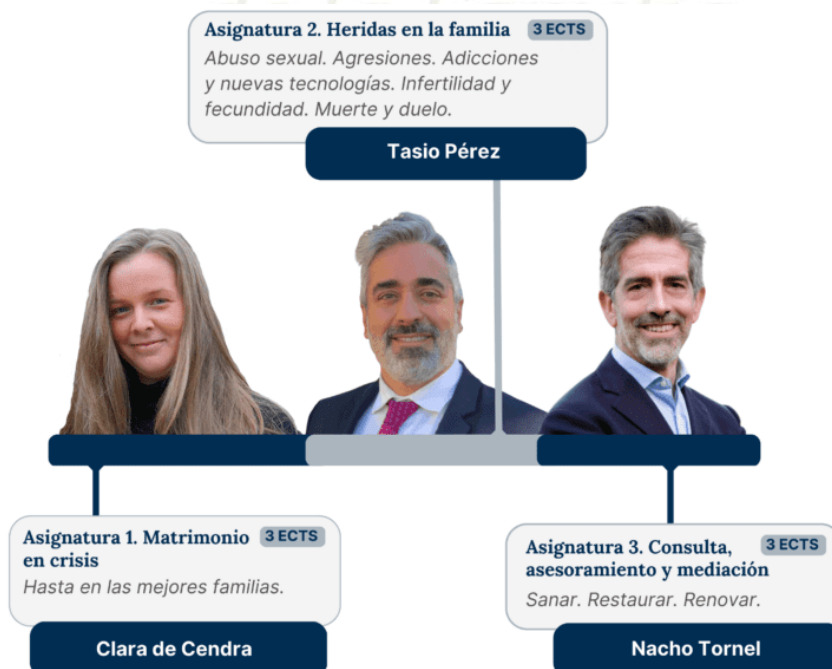 Asignatura 2. Heridas en la familia 3 ECTS
Abuso sexual. Agresiones. Adicciones
y nuevas tecnologías. Infertilidad y
fecundidad. Muerte y duelo.
Tasio Pérez
Asignatura 1. Matrimonio 3 ECTS
en crisis
Hasta en las mejores familias.
Clara de Cendra
Asignatura 3. Consulta, 3 ECTS
asesoramiento y mediación
Sanar. Restaurar. Renovar.
Nacho Tornel